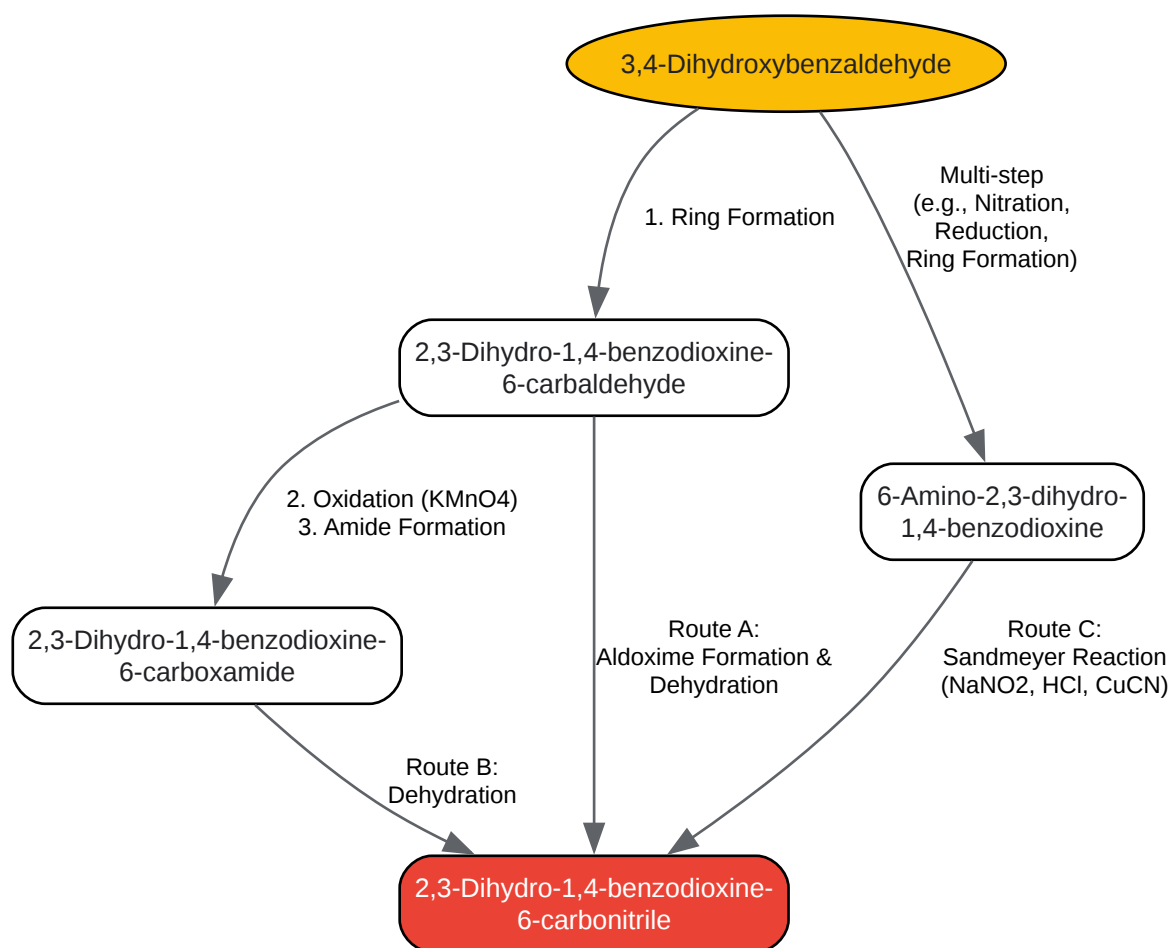 3,4-Dihydroxybenzaldehyde
Multi-step
(e.g., Nitration,
Reduction,
Ring Formation)
1. Ring Formation
2,3-Dihydro-1,4-benzodioxine-
6-carbaldehyde
2. Oxidation (KMnO4)
3. Amide Formation
6-Amino-2,3-dihydro-
1,4-benzodioxine
2,3-Dihydro-1,4-benzodioxine-
6-carboxamide
Route A:
Aldoxime Formation &
Dehydration
Route C:
Sandmeyer Reaction
(NaNO2, HCl, CuCN)
Route B:
Dehydration
2,3-Dihydro-1,4-benzodioxine-
6-carbonitrile